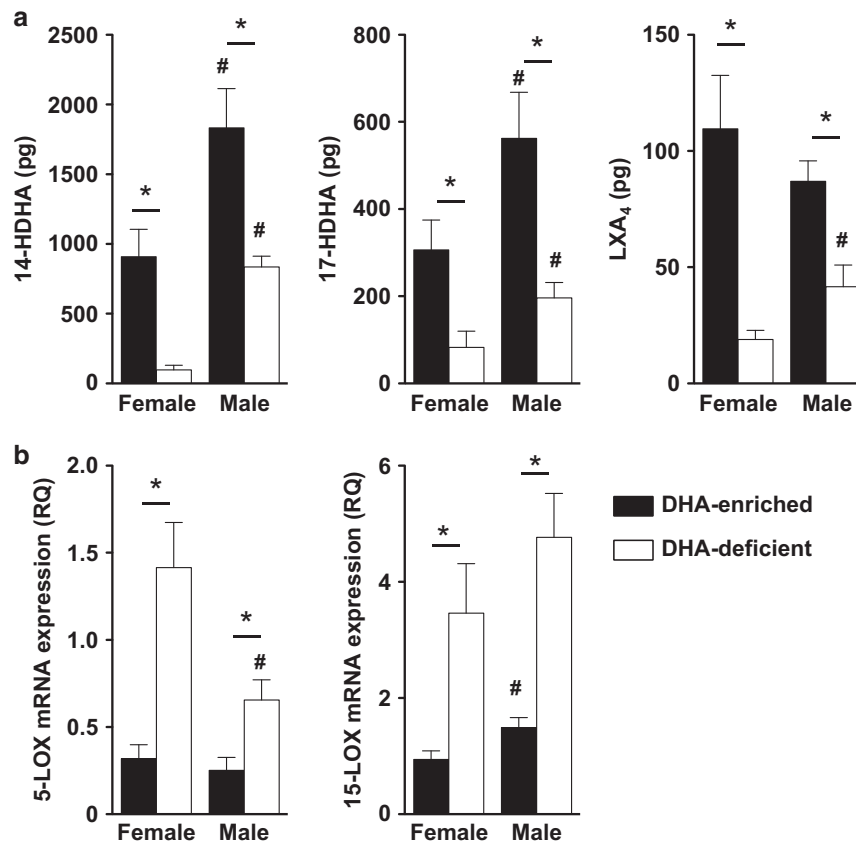 a
14-HDHA (pg)
2500
2000
1500
1000
500
0
*
*
#
#
Female Male
17-HDHA (pg)
800
600
400
200
0
*
*
#
#
Female Male
LXA4 (pg)
150
100
50
0
*
*
#
Female Male
b
5-LOX mRNA expression (RQ)
2.0
1.5
1.0
0.5
0
*
*
#
Female Male
15-LOX mRNA expression (RQ)
6
4
2
0
*
*
#
Female Male
DHA-enriched
DHA-deficient